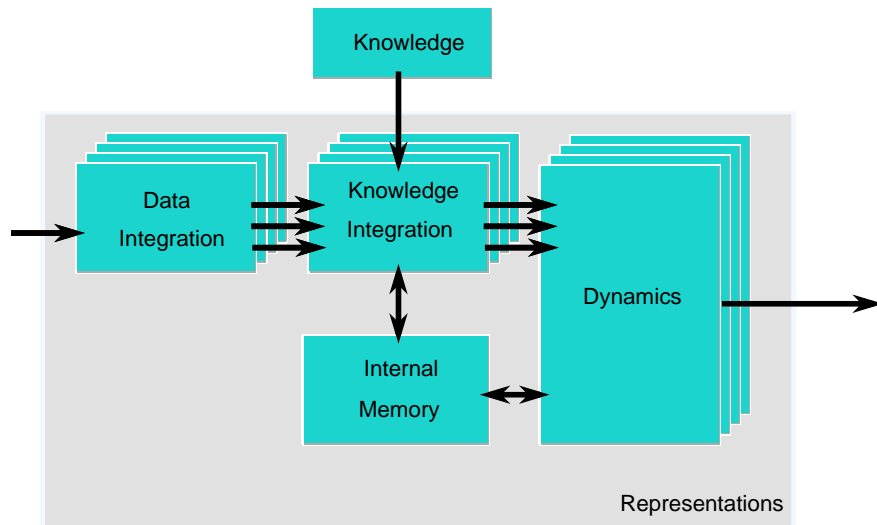 Knowledge
Data
Integration
Knowledge
Integration
Dynamics
Internal
Memory
Representations